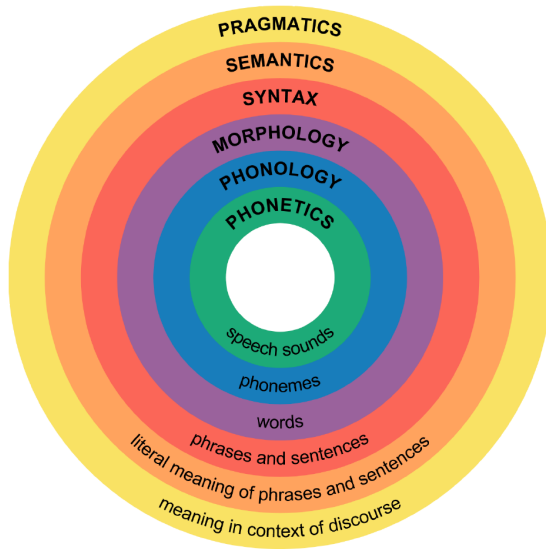 PRAGMATICS
SEMANTICS
SYNTAX
MORPHOLOGY
PHONOLOGY
PHONETICS
speech sounds
phonemes
words
phrases and sentences
literal meaning of phrases and sentences
meaning in context of discourse